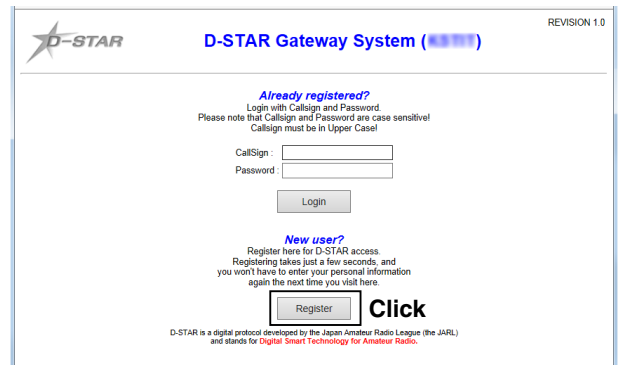 REVISION 1.0
D-STAR
D-STAR Gateway System ( )
Already registered?
Login with Callsign and Password.
Please note that Callsign and Password are case sensitive!
Callsign must be in Upper Case!
CallSign :
Password :
Login
New user?
Register here for D-STAR access.
Registering takes just a few seconds, and
you won't have to enter your personal information
again the next time you visit here.
Register
Click
D-STAR is a digital protocol developed by the Japan Amateur Radio League (the JARL)
and stands for Digital Smart Technology for Amateur Radio.